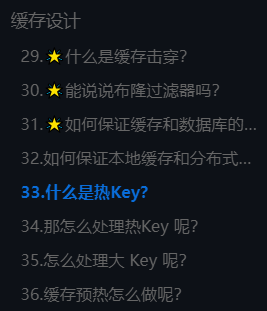 缓存设计
29. ⭐ 什么是缓存击穿?
30. ⭐ 能说说布隆过滤器吗?
31. ⭐ 如何保证缓存和数据库的...
32.如何保证本地缓存和分布式...
33.什么是热Key?
34.那怎么处理热Key 呢?
35.怎么处理大 Key 呢?
36.缓存预热怎么做呢?